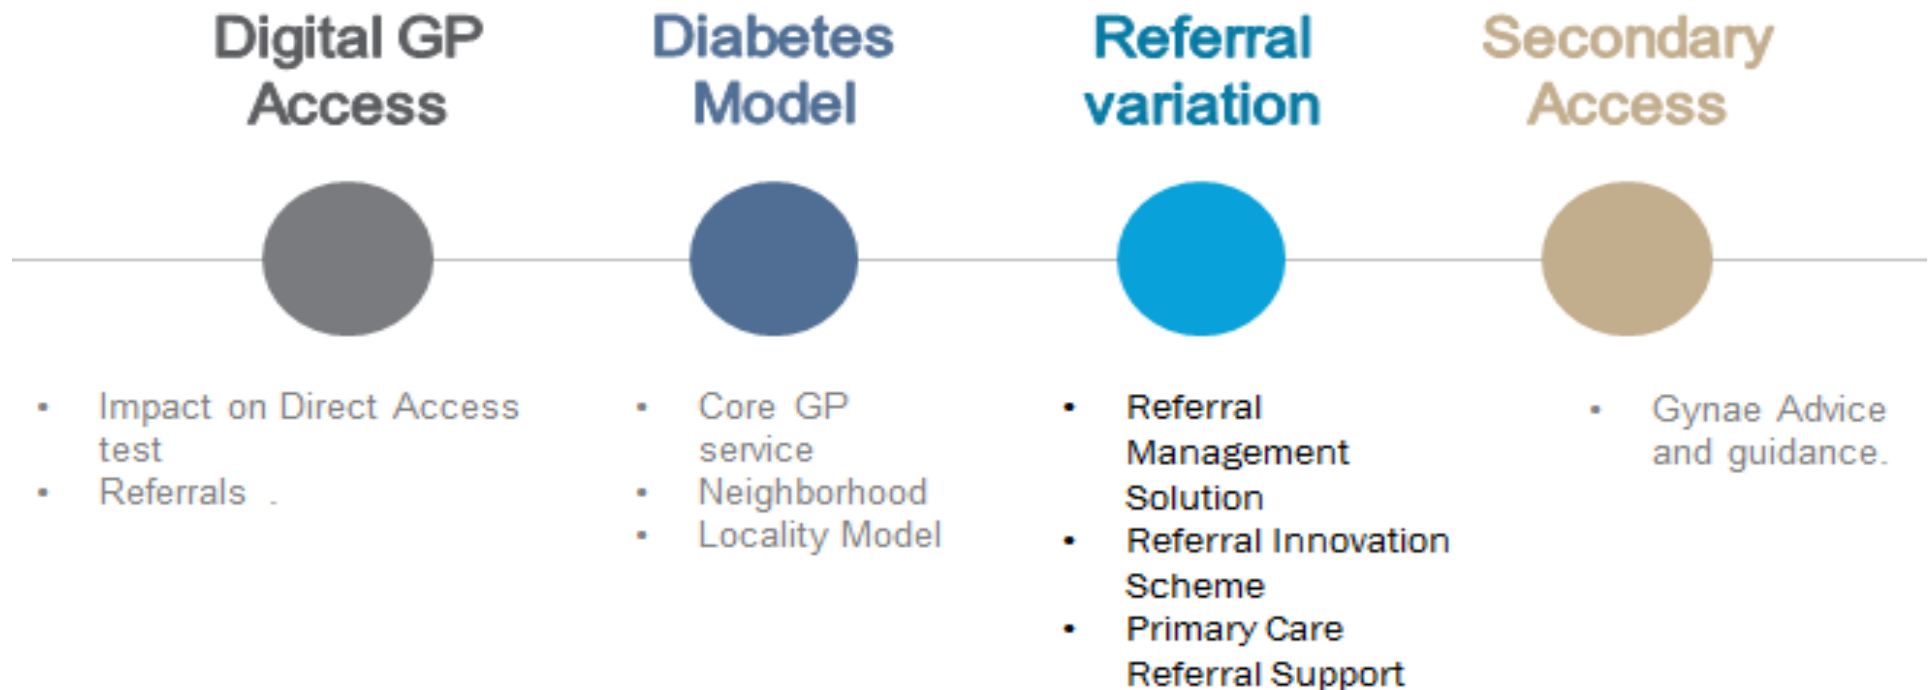 Digital GP
Access
Diabetes
Model
Referral
variation
Secondary
Access
• Impact on Direct Access
test
• Referrals .
• Core GP
service
• Neighborhood
• Locality Model
• Referral
Management
Solution
• Referral Innovation
Scheme
• Primary Care
Referral Support
• Gynae Advice
and guidance.